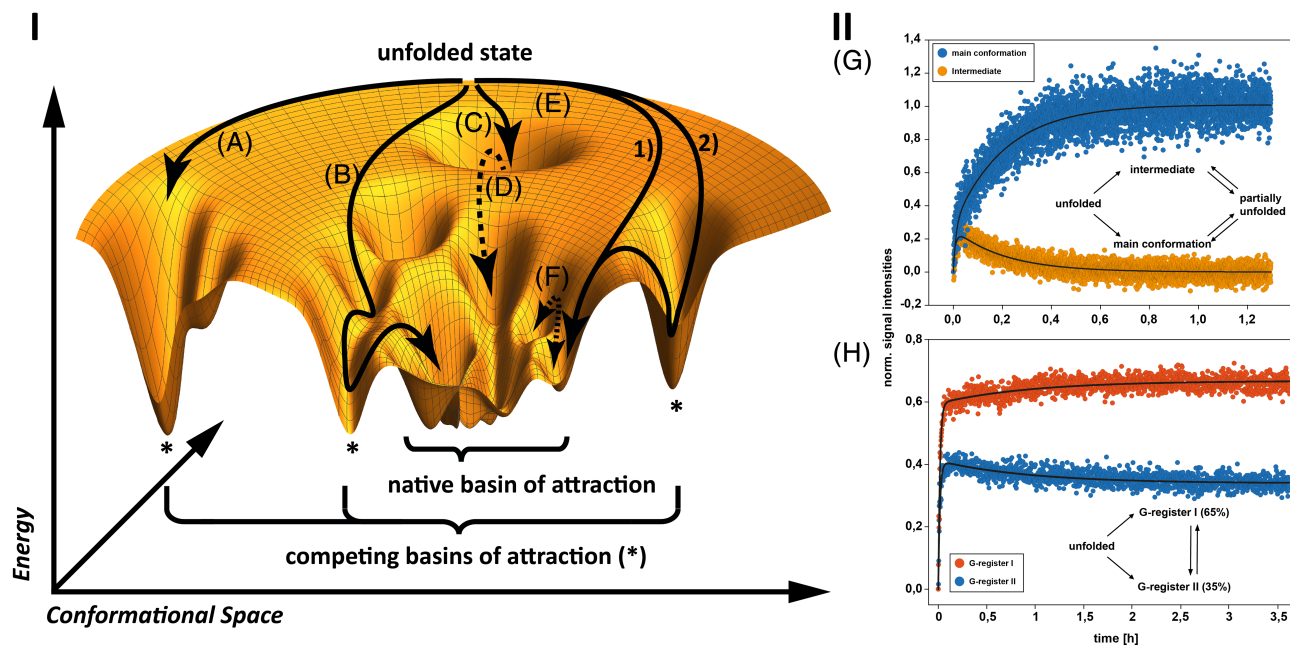 I
unfolded state
(A)
(B)
(C)
(D)
(E)
(F)
1)
2)
*
*
*
native basin of attraction
competing basins of attraction (*)
Energy
Conformational Space
II
(G)
1,4
1,2
1,0
0,8
0,6
0,4
0,2
0,0
-0,2
main conformation
Intermediate
intermediate
unfolded
partially
unfolded
main conformation
0,0
0,2
0,4
0,6
0,8
1,0
1,2
norm. signal intensities
(H)
0,8
0,6
0,4
0,2
0,0
G-register I (65%)
unfolded
G-register II (35%)
G-register I
G-register II
0
0,5
1
1,5
2
2,5
3
3,5
time [h]